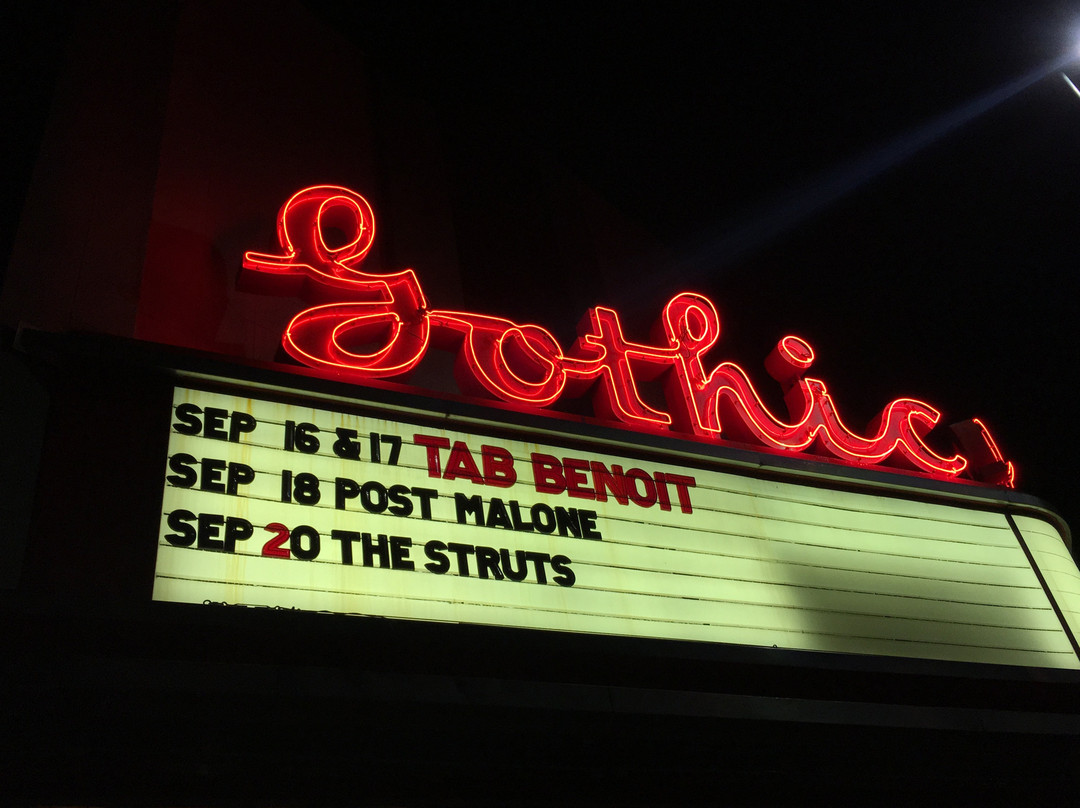 Gothic
SEP 16 & 17 TAB BENOIT
SEP 18 POST MALONE
SEP 20 THE STRUTS